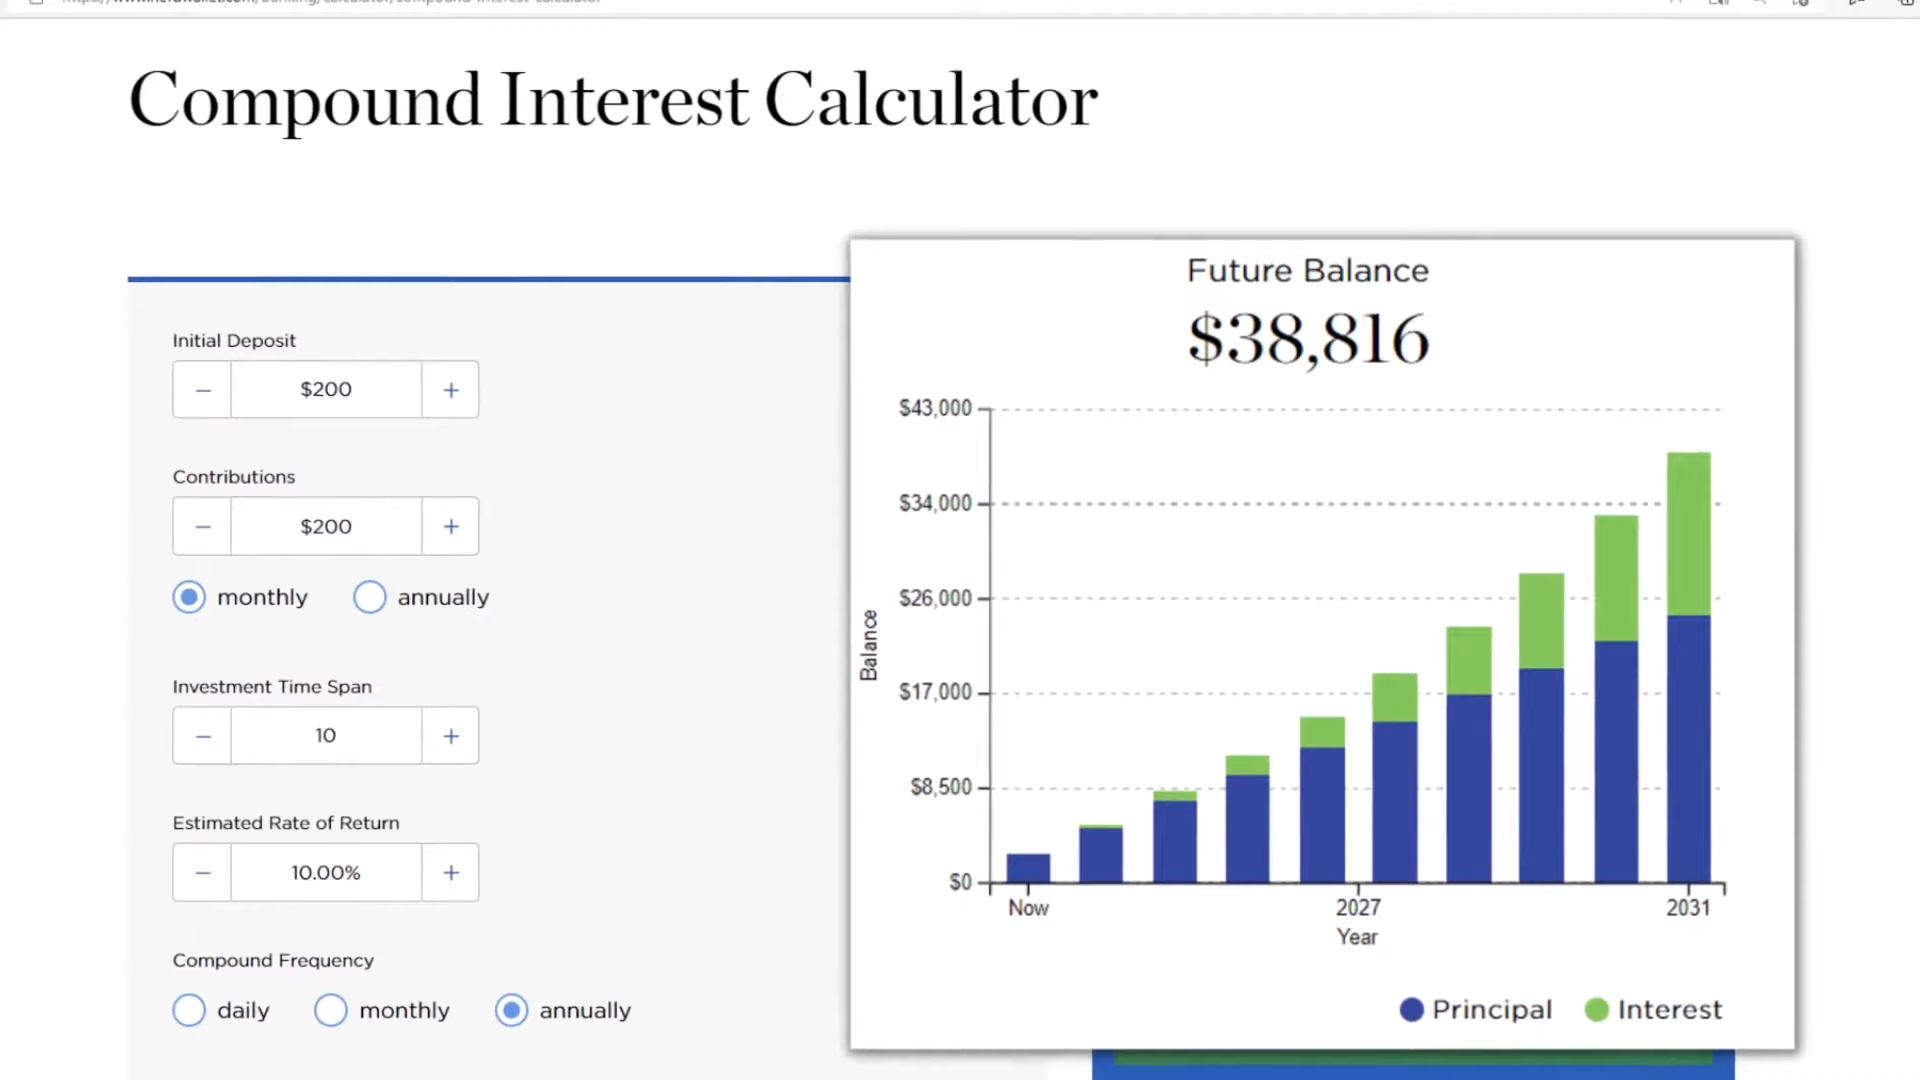 Compound Interest Calculator
Future Balance
$38,816
Initial Deposit
− $200 +
Contributions
− $200 +
monthly annually
Investment Time Span
− 10 +
Estimated Rate of Return
− 10.00% +
Compound Frequency
daily monthly annually
$43,000
$34,000
$26,000
$17,000
$8,500
$0
Balance
Now 2027 2031
Year
Principal Interest